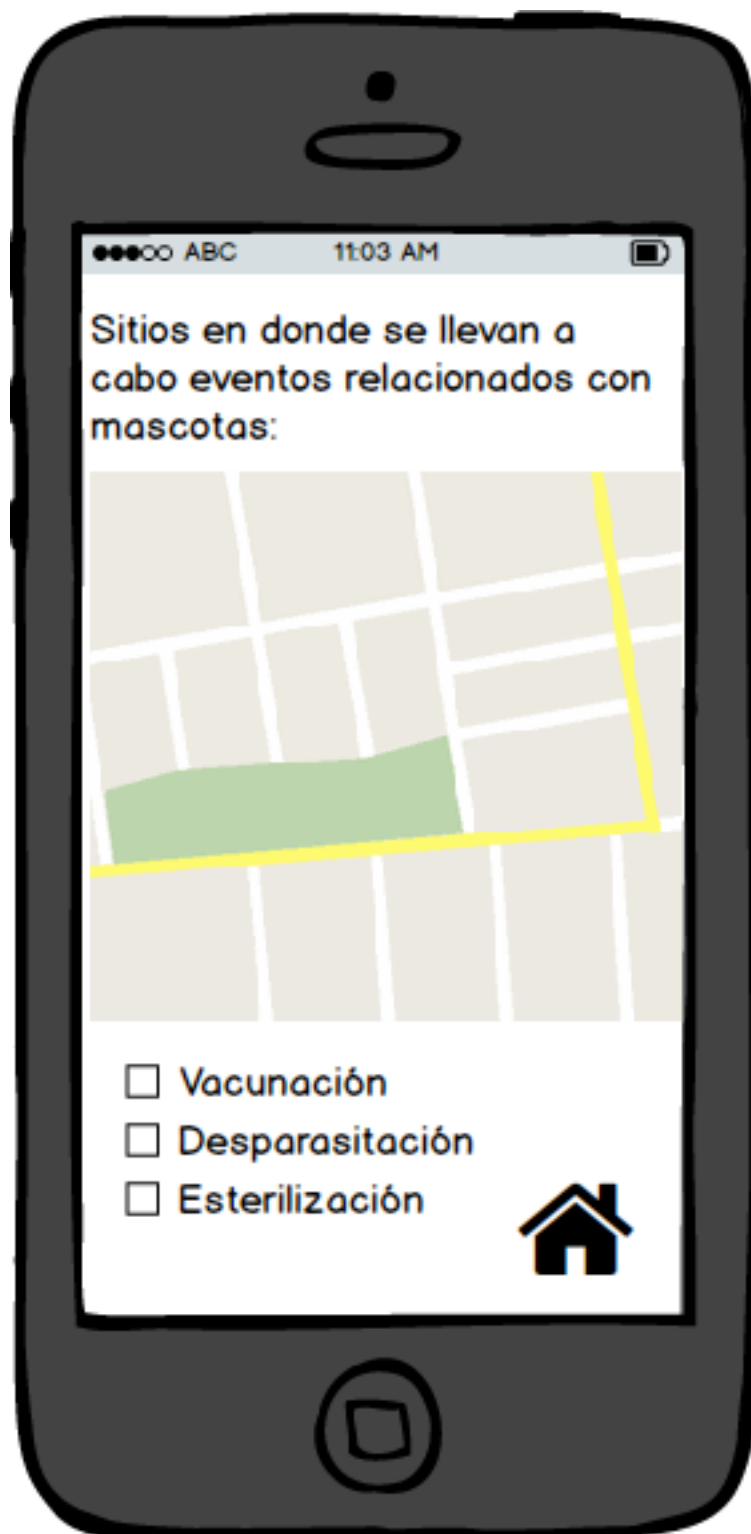 ABC 11:03 AM
Sitios en donde se llevan a
cabo eventos relacionados con
mascotas:
Vacunación
Desparasitación
Esterilización